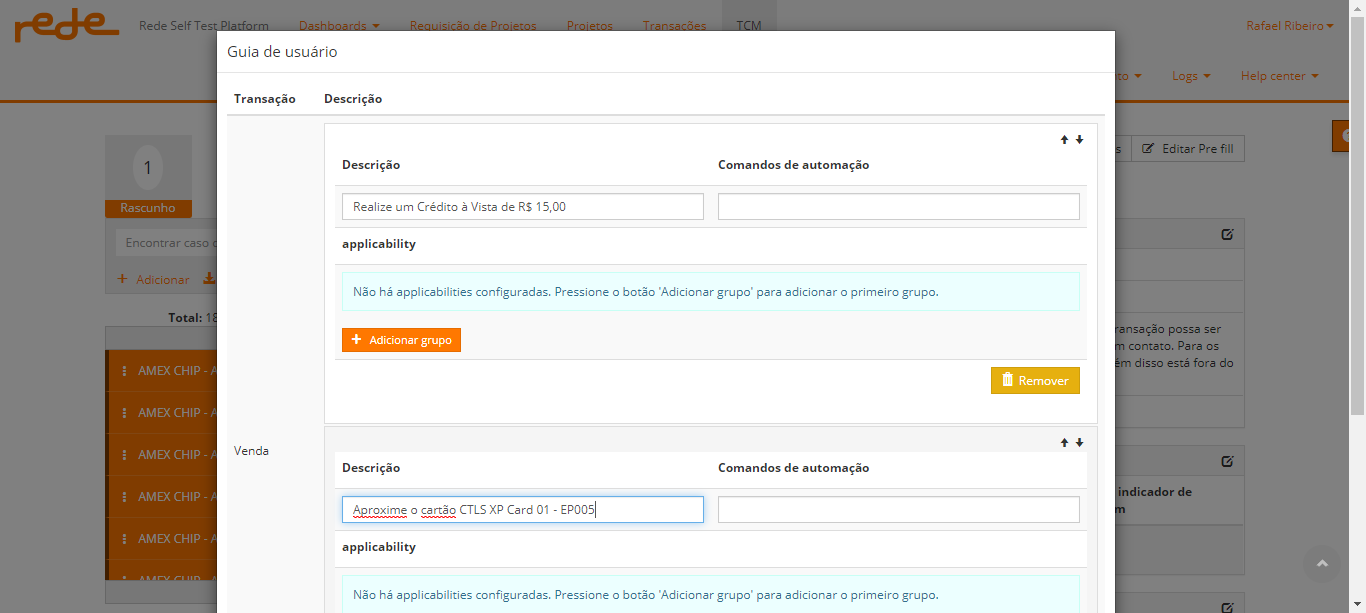 rede
Rede Self Test Platform
Dashboards
Requisição de Projetos
Projetos
Transações
TCM
Rafael Ribeiro
Logs
Help center
Guia de usuário
Transação
Descrição
1
Rascunho
Editar Pre fill
Descrição
Comandos de automação
Realize um Crédito à Vista de R$ 15,00
applicability
Encontrar caso
Não há applicabilities configuradas. Pressione o botão 'Adicionar grupo' para adicionar o primeiro grupo.
Adicionar
Total: 18
Adicionar grupo
ransação possa ser
m contato. Para os
ém disso está fora do
AMEX CHIP - A
Remover
AMEX CHIP - A
Venda
AMEX CHIP - A
Descrição
Comandos de automação
AMEX CHIP - A
indicador de
m
Aproxime o cartão CTLS XP Card 01 - EP005
AMEX CHIP - A
applicability
AMEX CHIP - A
Não há applicabilities configuradas. Pressione o botão 'Adicionar grupo' para adicionar o primeiro grupo.